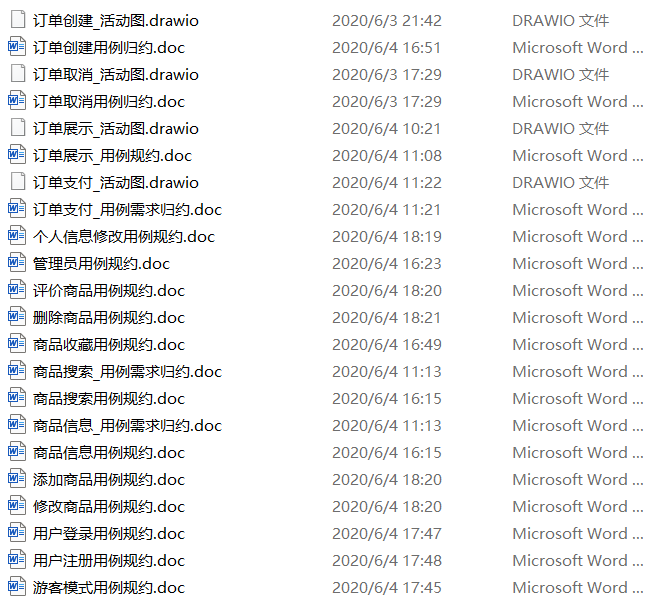 订单创建_活动图.drawio 2020/6/3 21:42 DRAWIO 文件
订单创建用例归约.doc 2020/6/4 16:51 Microsoft Word ...
订单取消_活动图.drawio 2020/6/3 17:29 DRAWIO 文件
订单取消用例归约.doc 2020/6/3 17:29 Microsoft Word ...
订单展示_活动图.drawio 2020/6/4 10:21 DRAWIO 文件
订单展示_用例规约.doc 2020/6/4 11:08 Microsoft Word ...
订单支付_活动图.drawio 2020/6/4 11:22 DRAWIO 文件
订单支付_用例需求归约.doc 2020/6/4 11:21 Microsoft Word ...
个人信息修改用例规约.doc 2020/6/4 18:19 Microsoft Word ...
管理员用例规约.doc 2020/6/4 16:23 Microsoft Word ...
评价商品用例规约.doc 2020/6/4 18:20 Microsoft Word ...
删除商品用例规约.doc 2020/6/4 18:21 Microsoft Word ...
商品收藏用例规约.doc 2020/6/4 16:49 Microsoft Word ...
商品搜索_用例需求归约.doc 2020/6/4 11:13 Microsoft Word ...
商品搜索用例规约.doc 2020/6/4 16:15 Microsoft Word ...
商品信息_用例需求归约.doc 2020/6/4 11:13 Microsoft Word ...
商品信息用例规约.doc 2020/6/4 16:15 Microsoft Word ...
添加商品用例规约.doc 2020/6/4 18:20 Microsoft Word ...
修改商品用例规约.doc 2020/6/4 18:20 Microsoft Word ...
用户登录用例规约.doc 2020/6/4 17:47 Microsoft Word ...
用户注册用例规约.doc 2020/6/4 17:48 Microsoft Word ...
游客模式用例规约.doc 2020/6/4 17:45 Microsoft Word ...